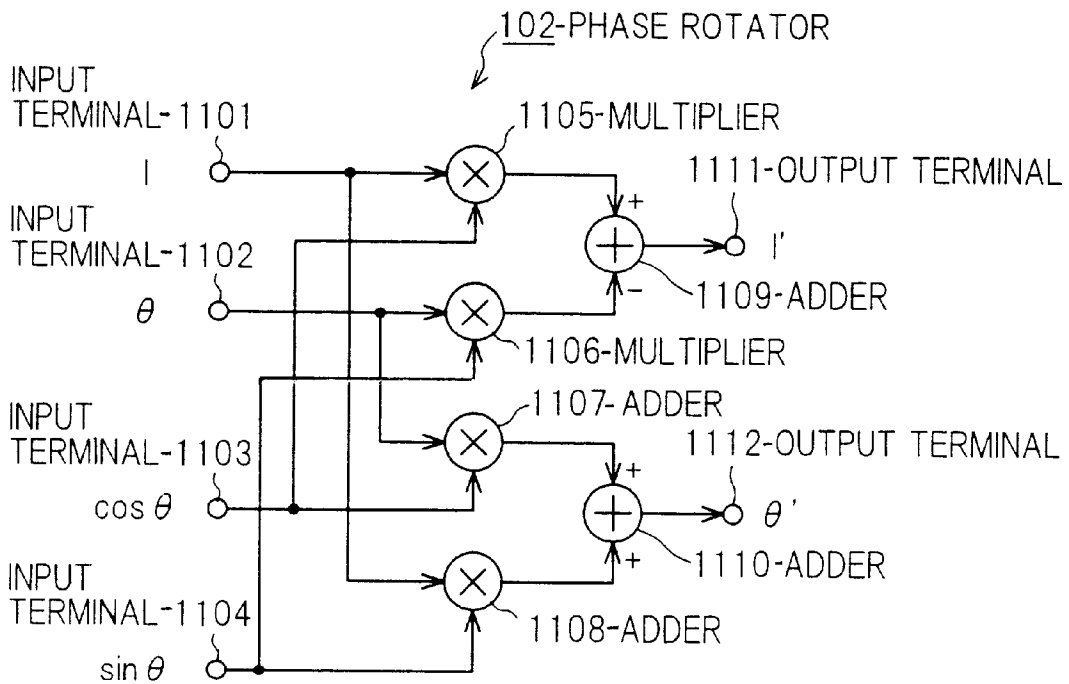 102-PHASE ROTATOR
INPUT
TERMINAL-1101
I
1105-MULTIPLIER
1111-OUTPUT TERMINAL
+
I'
INPUT
TERMINAL-1102
θ
−
1109-ADDER
1106-MULTIPLIER
1107-ADDER
INPUT
TERMINAL-1103
cos θ
1112-OUTPUT TERMINAL
+
θ'
+
1110-ADDER
INPUT
TERMINAL-1104
sin θ
1108-ADDER